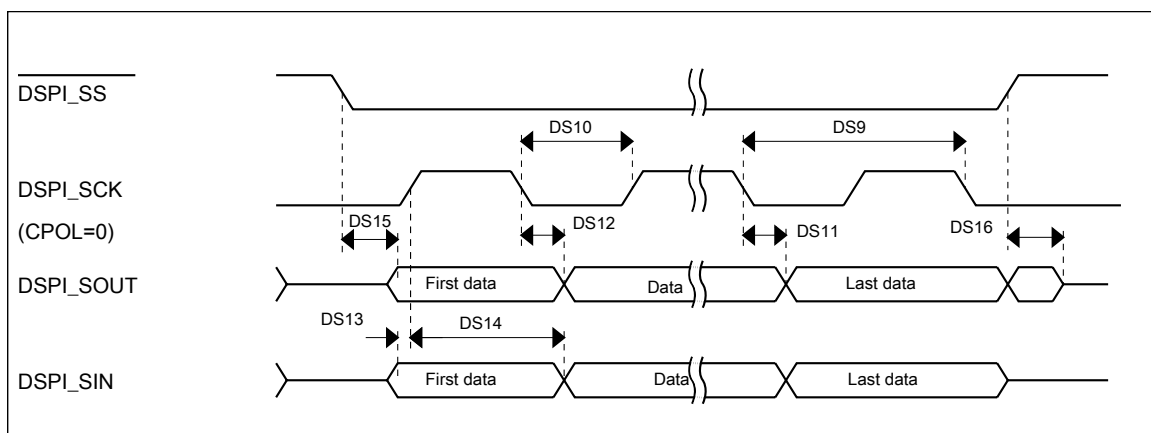 DSPI_SS
DS10
DS9
DSPI_SCK
(CPOL=0)
DS15
DS12
DS11
DS16
DSPI_SOUT
First data
Data
Last data
DS13
DS14
DSPI_SIN
First data
Data
Last data